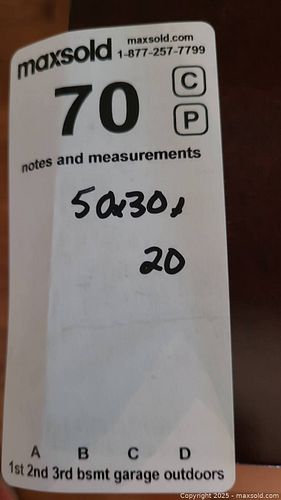 maxsold
maxsold.com
1-877-257-7799
70
C
P
notes and measurements
50x30x
20
A B C D
1st 2nd 3rd bsmt garage outdoors
Copyright 2025 - maxsold.com